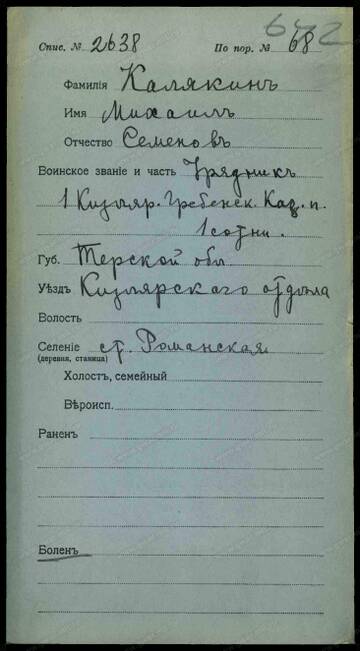 642
Спис. № 2638 По пор. № 68
Фамилія Калякинъ
Имя Михаилъ
Отчество Семеновъ
Воинское званіе и часть Урядникъ
1 Кизляр. Гребенск. Каз. п.
1 сотни.
Губ. Терской обл
Уѣздъ Кизлярскаго отдѣла
Волость
Селеніе ст. Романская
(деревня, станица)
Холостъ, семейный
Вѣроисп.
Раненъ
Боленъ